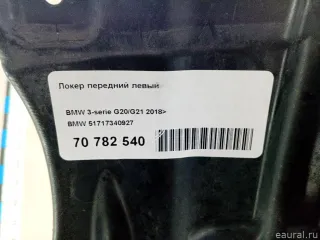 Локер передний левый
BMW 3-serie G20/G21 2018>
BMW 51717340927
70 782 540
eaural.ru